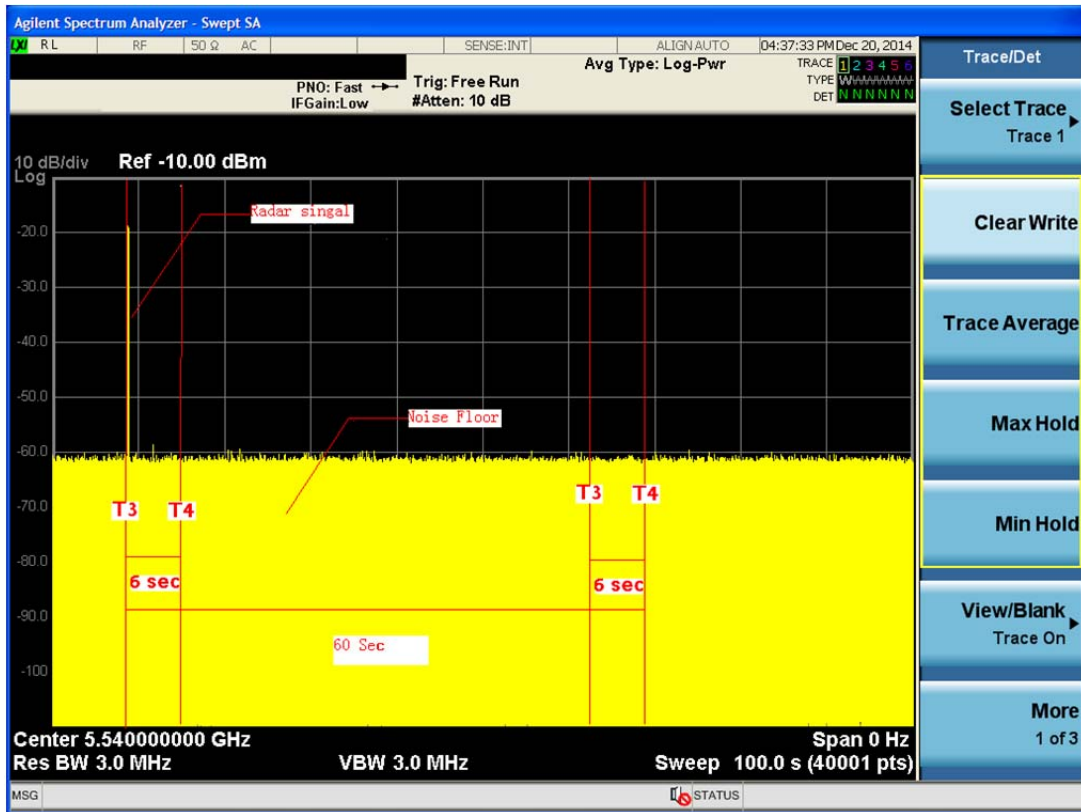 Agilent Spectrum Analyzer - Swept SA
LXI RL RF 50 Ω AC SENSE:INT ALIGN AUTO 04:37:33 PM Dec 20, 2014
Avg Type: Log-Pwr
TRACE 1 2 3 4 5 6
TYPE WWWWWW
DET N N N N N N
PNO: Fast
IFGain:Low
Trig: Free Run
#Atten: 10 dB
10 dB/div Ref -10.00 dBm
Log
-20.0
-30.0
-40.0
-50.0
-60.0
-70.0
-80.0
-90.0
-100
Radar singal
Noise Floor
T3 T4 T3 T4
6 sec 6 sec
60 Sec
Center 5.540000000 GHz Span 0 Hz
Res BW 3.0 MHz VBW 3.0 MHz Sweep 100.0 s (40001 pts)
MSG STATUS
Trace/Det
Select Trace
Trace 1
Clear Write
Trace Average
Max Hold
Min Hold
View/Blank
Trace On
More
1 of 3